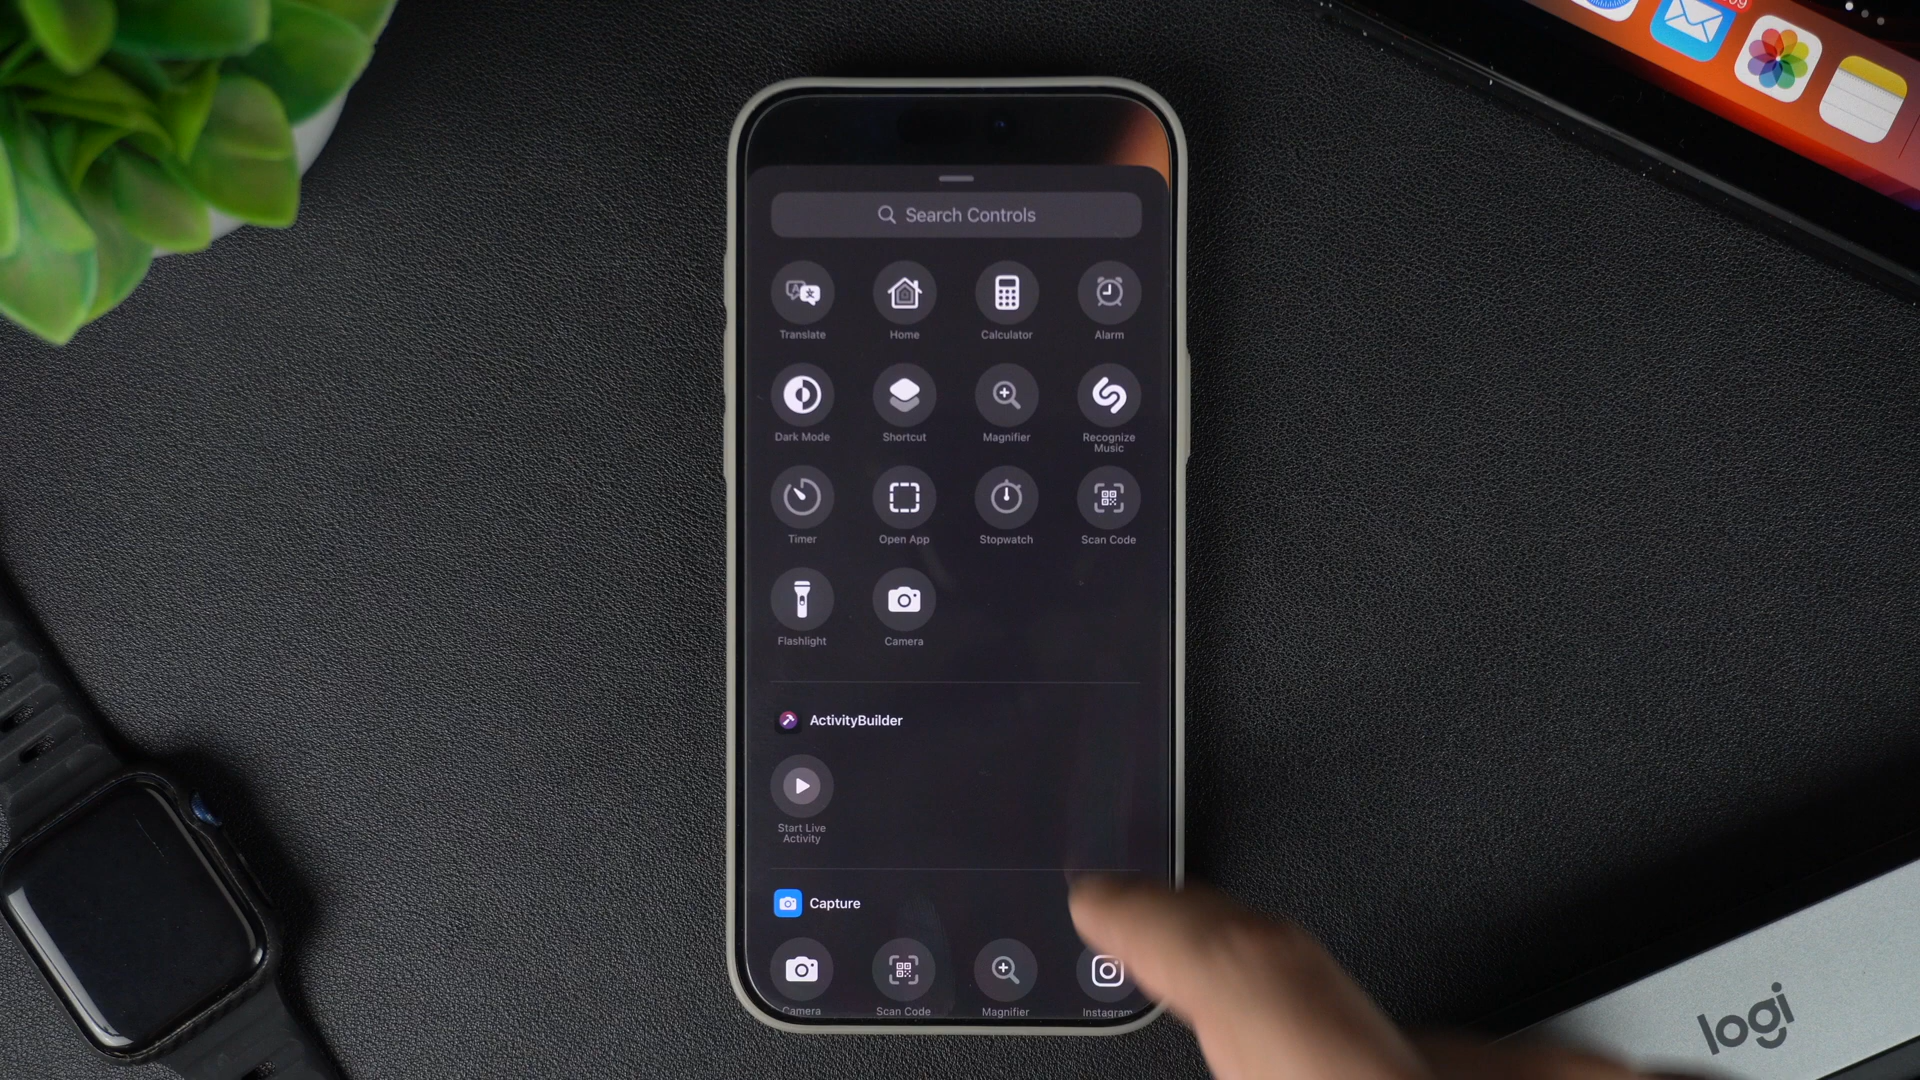 Search Controls
Translate
Home
Calculator
Alarm
Dark Mode
Shortcut
Magnifier
Recognize
Music
Timer
Open App
Stopwatch
Scan Code
Flashlight
Camera
ActivityBuilder
Start Live
Activity
Capture
Camera
Scan Code
Magnifier
Instagram
logi